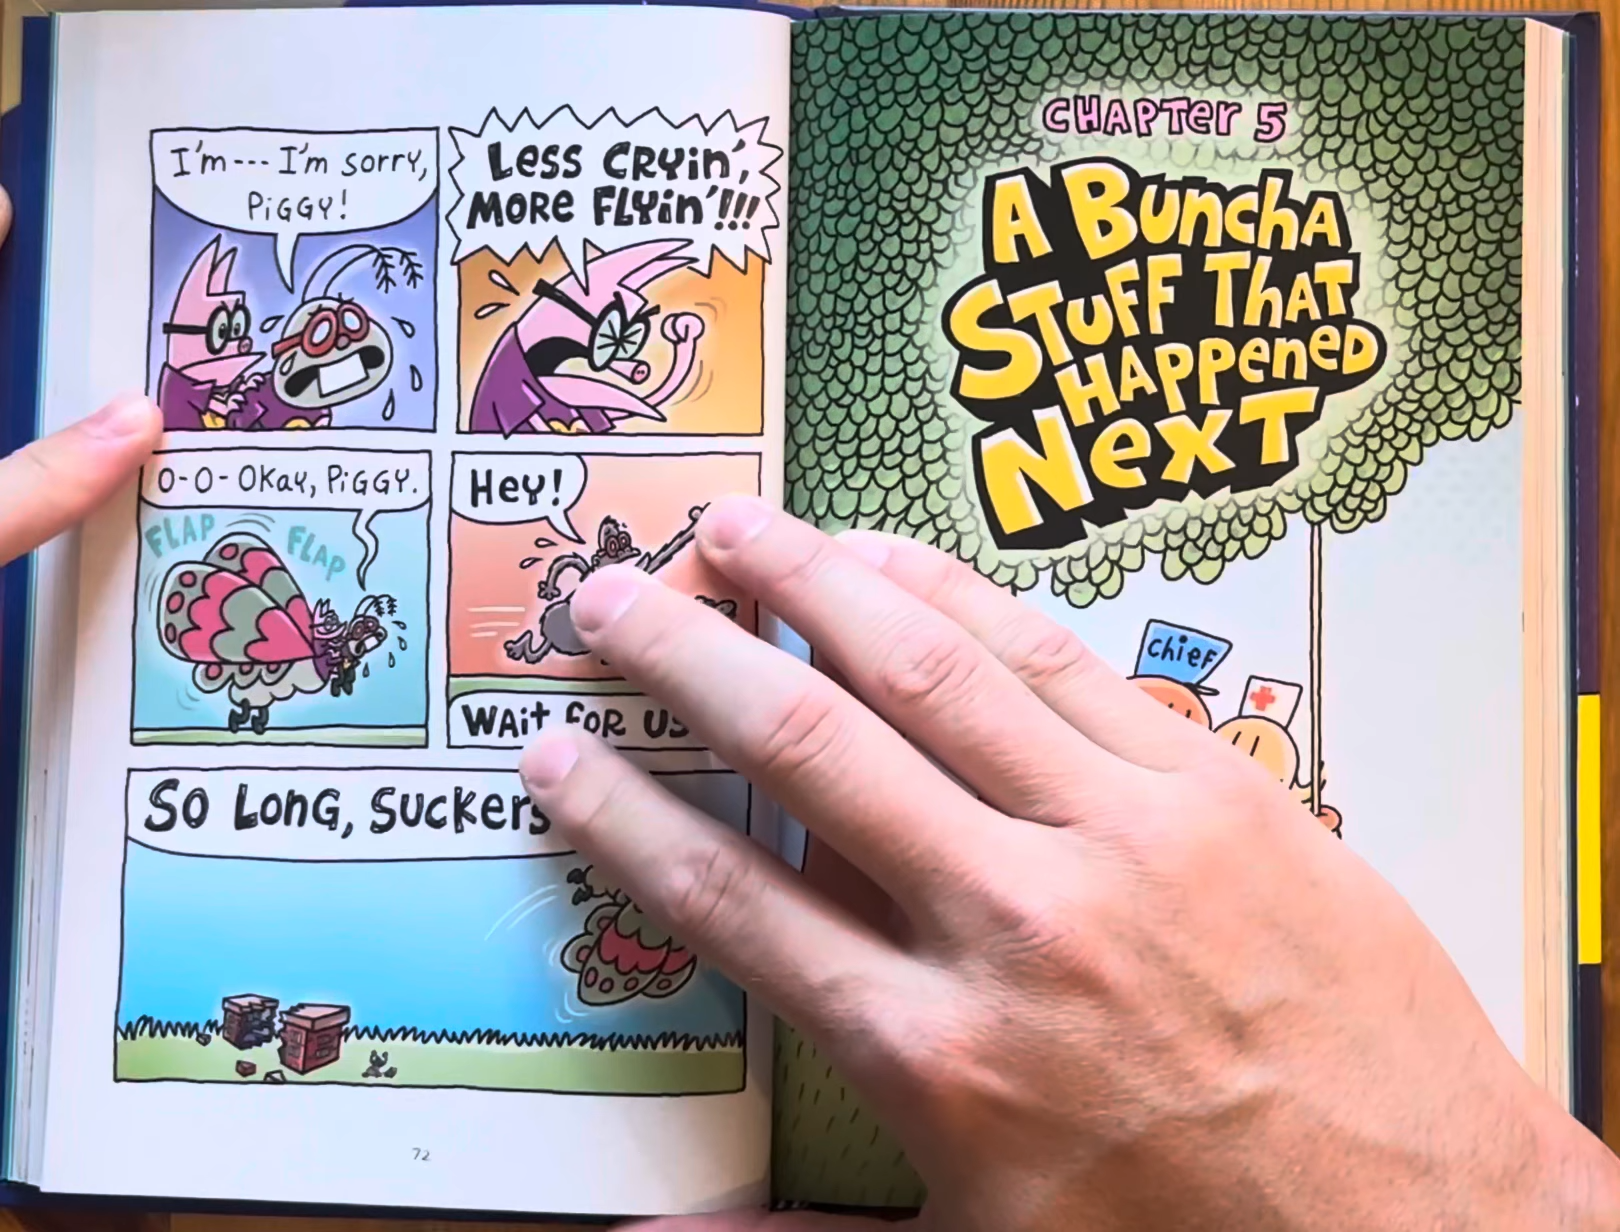 I'm--- I'm sorry,
PiGGY!
LESS CRYin',
MORE FLYin'!!!
O-O-OKay, PiGGY.
FLAP
FLAP
HeY!
WAit FOR US
SO LonG, SuckerS
72
CHAPTer 5
A BunchA
STuFF THAT
HAPPeneD
NexT
chief